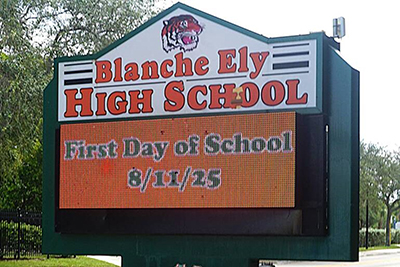 Blanche Ely
HIGH SCHOOL
First Day of School
8/11/25